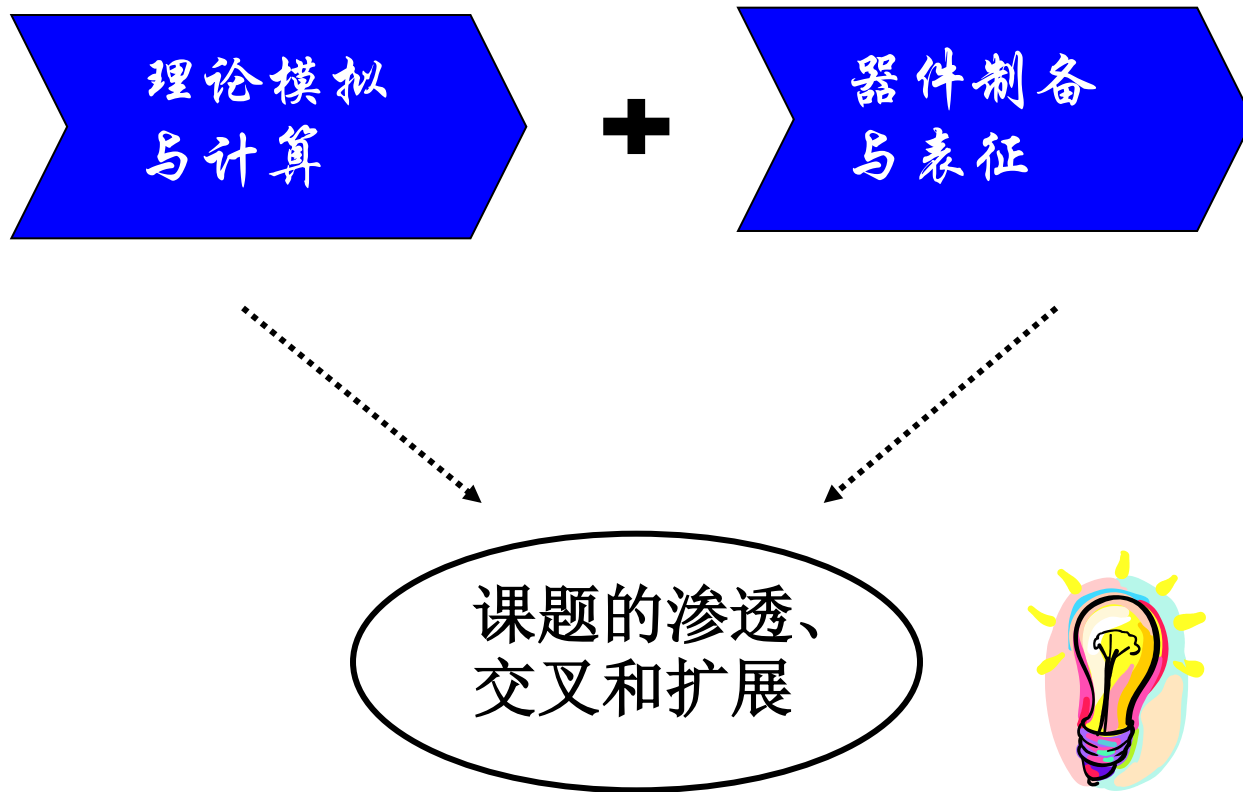 理论模拟
与计算
+
器件制备
与表征
课题的渗透、
交叉和扩展